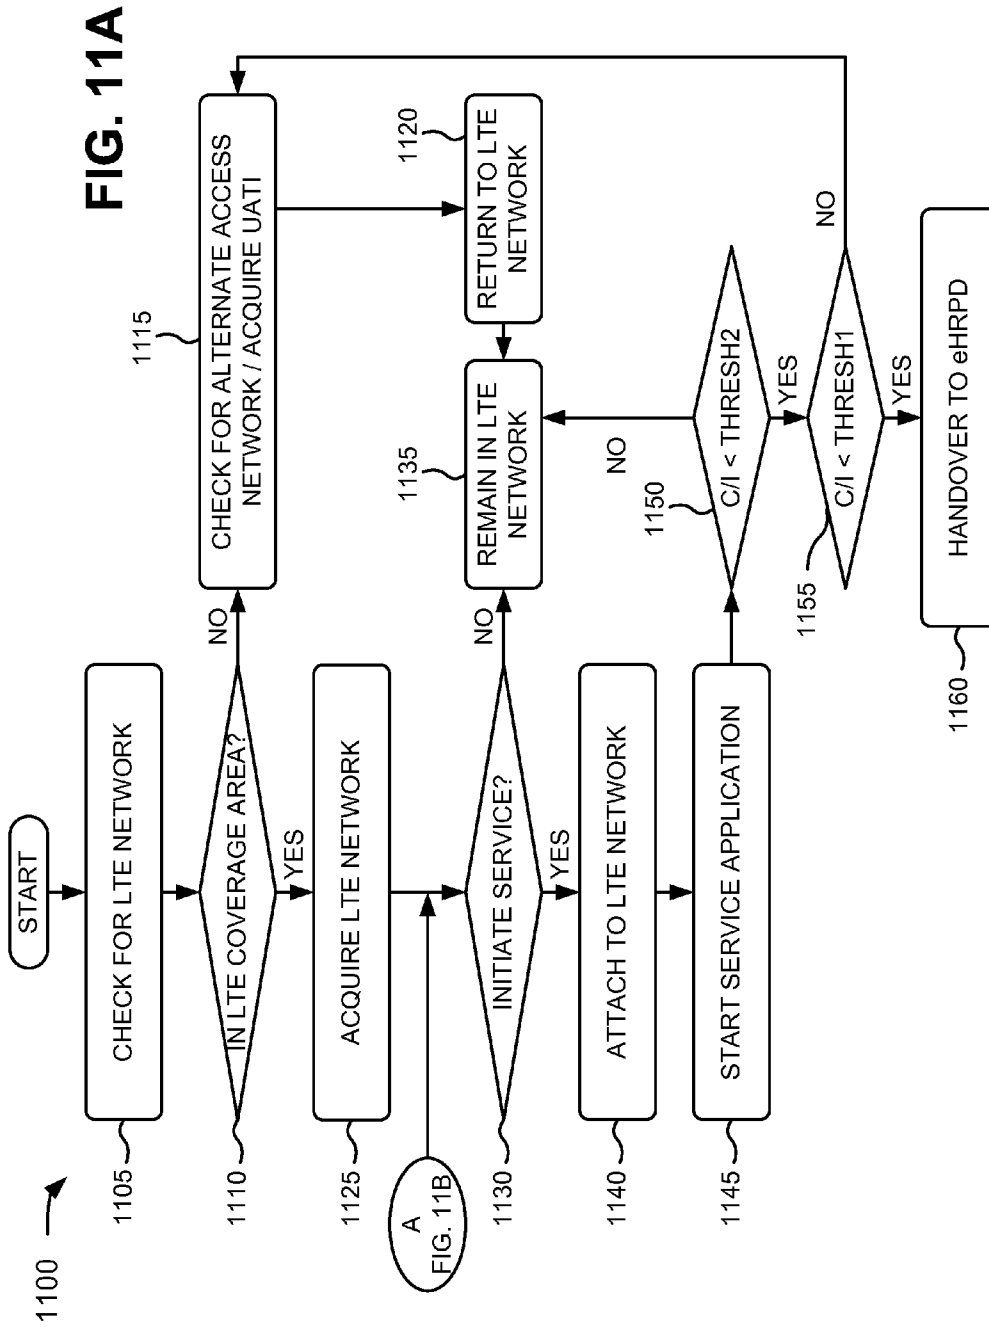 FIG. 11A
1100
START
CHECK FOR LTE NETWORK
1105
IN LTE COVERAGE AREA?
1110
NO
YES
CHECK FOR ALTERNATE ACCESS
NETWORK / ACQUIRE UATI
1115
RETURN TO LTE
NETWORK
1120
ACQUIRE LTE NETWORK
1125
A
FIG. 11B
INITIATE SERVICE?
1130
NO
YES
REMAIN IN LTE
NETWORK
1135
ATTACH TO LTE NETWORK
1140
START SERVICE APPLICATION
1145
C/I < THRESH2
1150
NO
YES
C/I < THRESH1
1155
NO
YES
HANDOVER TO eHRPD
1160